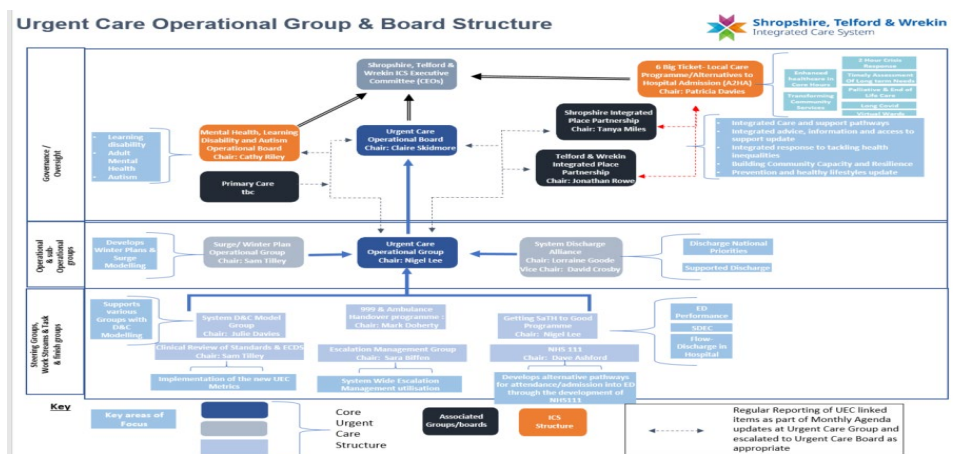 Urgent Care Operational Group & Board Structure
Shropshire, Telford & Wrekin
Integrated Care System
Governance /
Oversight
Shropshire, Telford &
Wrekin ICS Executive
Committee (CEOs)
6 Big Ticket- Local Care
Programme/Alternatives to
Hospital Admission (A2HA)
Chair: Patricia Davies
Enhanced
healthcare in
Care Homes
Transforming
Community
Services
2 Hour Crisis
Response
Timely Assessment
Of Long term Needs
Palliative & End of
Life Care
Long Covid
Virtual Wards
• Learning
disability
• Adult
Mental
Health
• Autism
Mental Health, Learning
Disability and Autism
Operational Board
Chair: Cathy Riley
Primary Care
tbc
Urgent Care
Operational Board
Chair: Claire Skidmore
Shropshire Integrated
Place Partnership
Chair: Tanya Miles
Telford & Wrekin
Integrated Place
Partnership
Chair: Jonathan Rowe
• Integrated Care and support pathways
• Integrated advice, information and access to
support update
• Integrated response to tackling health
inequalities
• Building Community Capacity and Resilience
• Prevention and healthy lifestyles update
Operational
& sub-
Operational
groups
Develops
Winter Plans &
Surge
Modelling
Surge/ Winter Plan
Operational Group
Chair: Sam Tilley
Urgent Care
Operational Group
Chair: Nigel Lee
System Discharge
Alliance
Chair: Lorraine Goode
Vice Chair: David Crosby
Discharge National
Priorities
Supported Discharge
Steering Groups,
Work Streams & Task
& finish groups
Supports
various
Groups with
D&C
Modelling
System D&C Model
Group
Chair: Julie Davies
Clinical Review of Standards & ECDS
Chair: Sam Tilley
Implementation of the new UEC
Metrics
999 & Ambulance
Handover programme :
Chair: Mark Doherty
Escalation Management Group
Chair: Sara Biffen
System Wide Escalation
Management utilisation
Getting SaTH to Good
Programme
Chair: Nigel Lee
NHS 111
Chair: Dave Ashford
Develops alternative pathways
for attendance/admission into ED
through the development of
NHS111
ED
Performance
SDEC
Flow-
Discharge in
Hospital
Key
Key areas of
Focus
Core
Urgent
Care
Structure
Associated
Groups/boards
ICS
Structure
Regular Reporting of UEC linked
items as part of Monthly Agenda
updates at Urgent Care Group and
escalated to Urgent Care Board as
appropriate